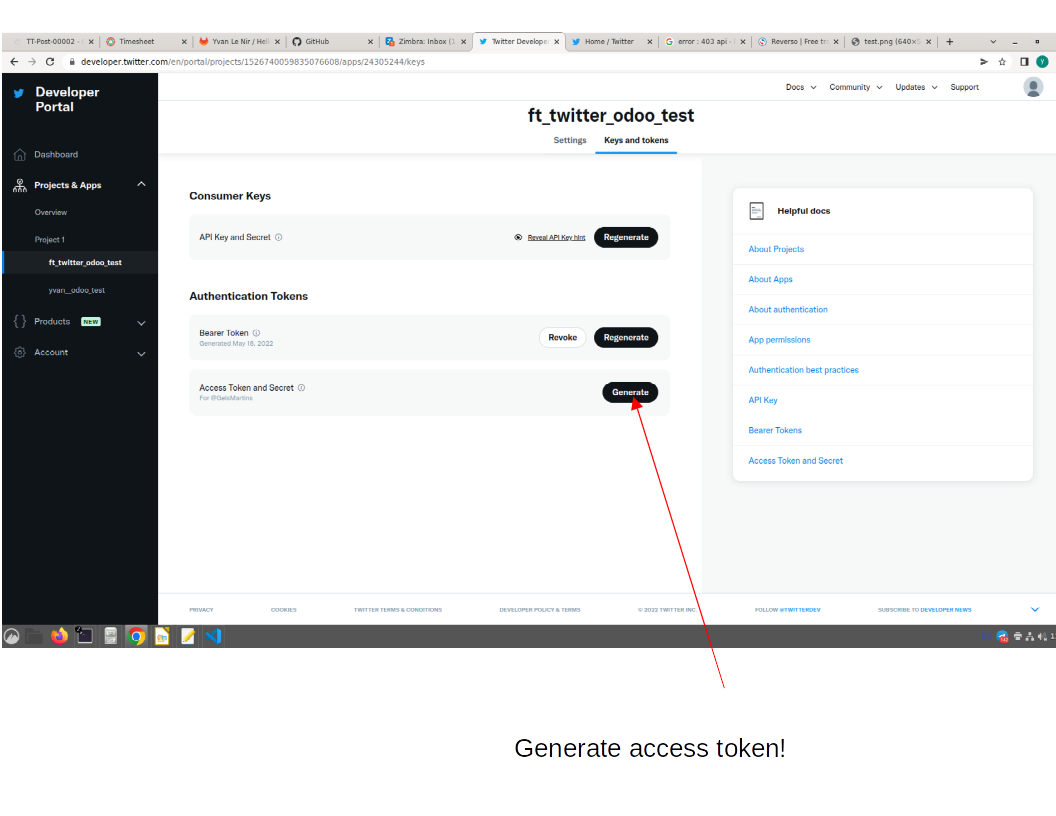 TT-Post-00002 -
Timesheet
Yvan Le Nir / Hell
GitHub
Zimbra: Inbox (1
Twitter Develope
Home / Twitter
error : 403 api -
Reverso | Free tr
test.png (640×5
developer.twitter.com/en/portal/projects/1526740059835076608/apps/24305244/keys
Y
Developer
Portal
Docs
Community
Updates
Support
ft_twitter_odoo_test
Settings
Keys and tokens
Dashboard
Projects & Apps
Overview
Project 1
ft_twitter_odoo_test
yvan__odoo_test
Products NEW
Account
Consumer Keys
API Key and Secret
Reveal API Key hint
Regenerate
Authentication Tokens
Bearer Token
Generated May 18, 2022
Revoke
Regenerate
Access Token and Secret
For @GeisMartins
Generate
Helpful docs
About Projects
About Apps
About authentication
App permissions
Authentication best practices
API Key
Bearer Tokens
Access Token and Secret
PRIVACY
COOKIES
TWITTER TERMS & CONDITIONS
DEVELOPER POLICY & TERMS
© 2022 TWITTER INC.
FOLLOW @TWITTERDEV
SUBSCRIBE TO DEVELOPER NEWS
Generate access token!